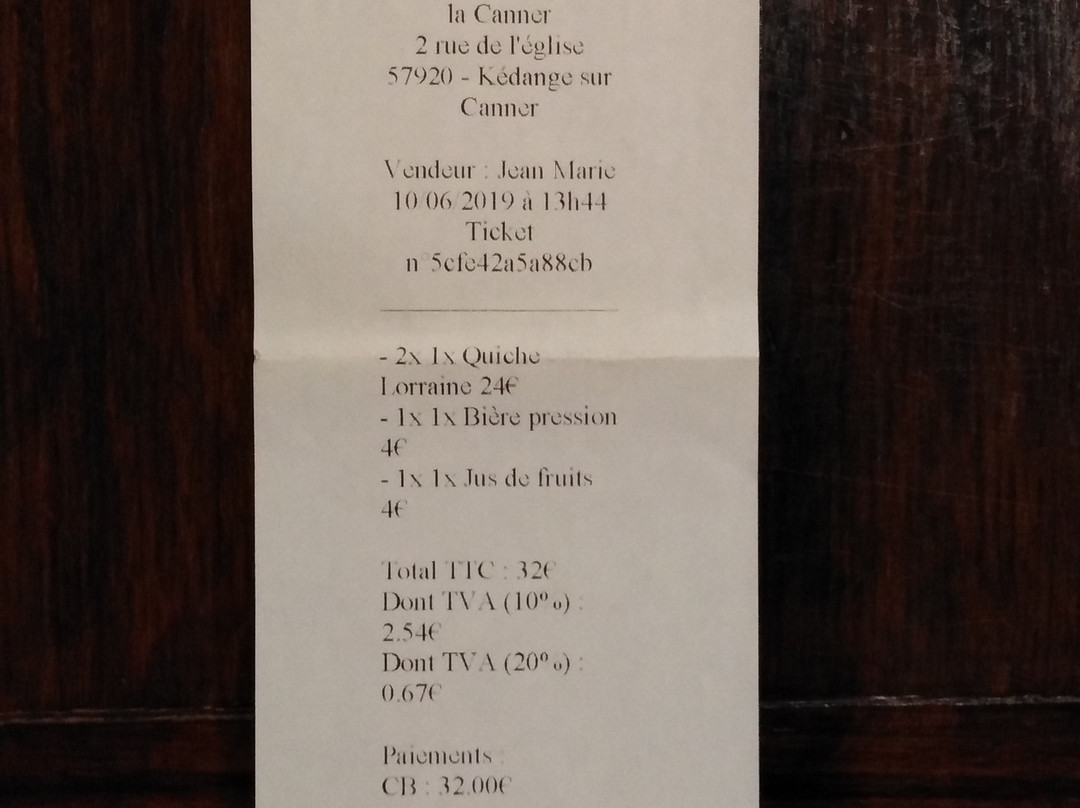 la Canner
2 rue de l'église
57920 - Kédange sur
Canner
Vendeur : Jean Marie
10/06/2019 à 13h44
Ticket
n°5cfe42a5a88cb
- 2x 1x Quiche
Lorraine 24€
- 1x 1x Bière pression
4€
- 1x 1x Jus de fruits
4€
Total TTC : 32€
Dont TVA (10%) :
2.54€
Dont TVA (20%) :
0.67€
Paiements :
CB : 32.00€